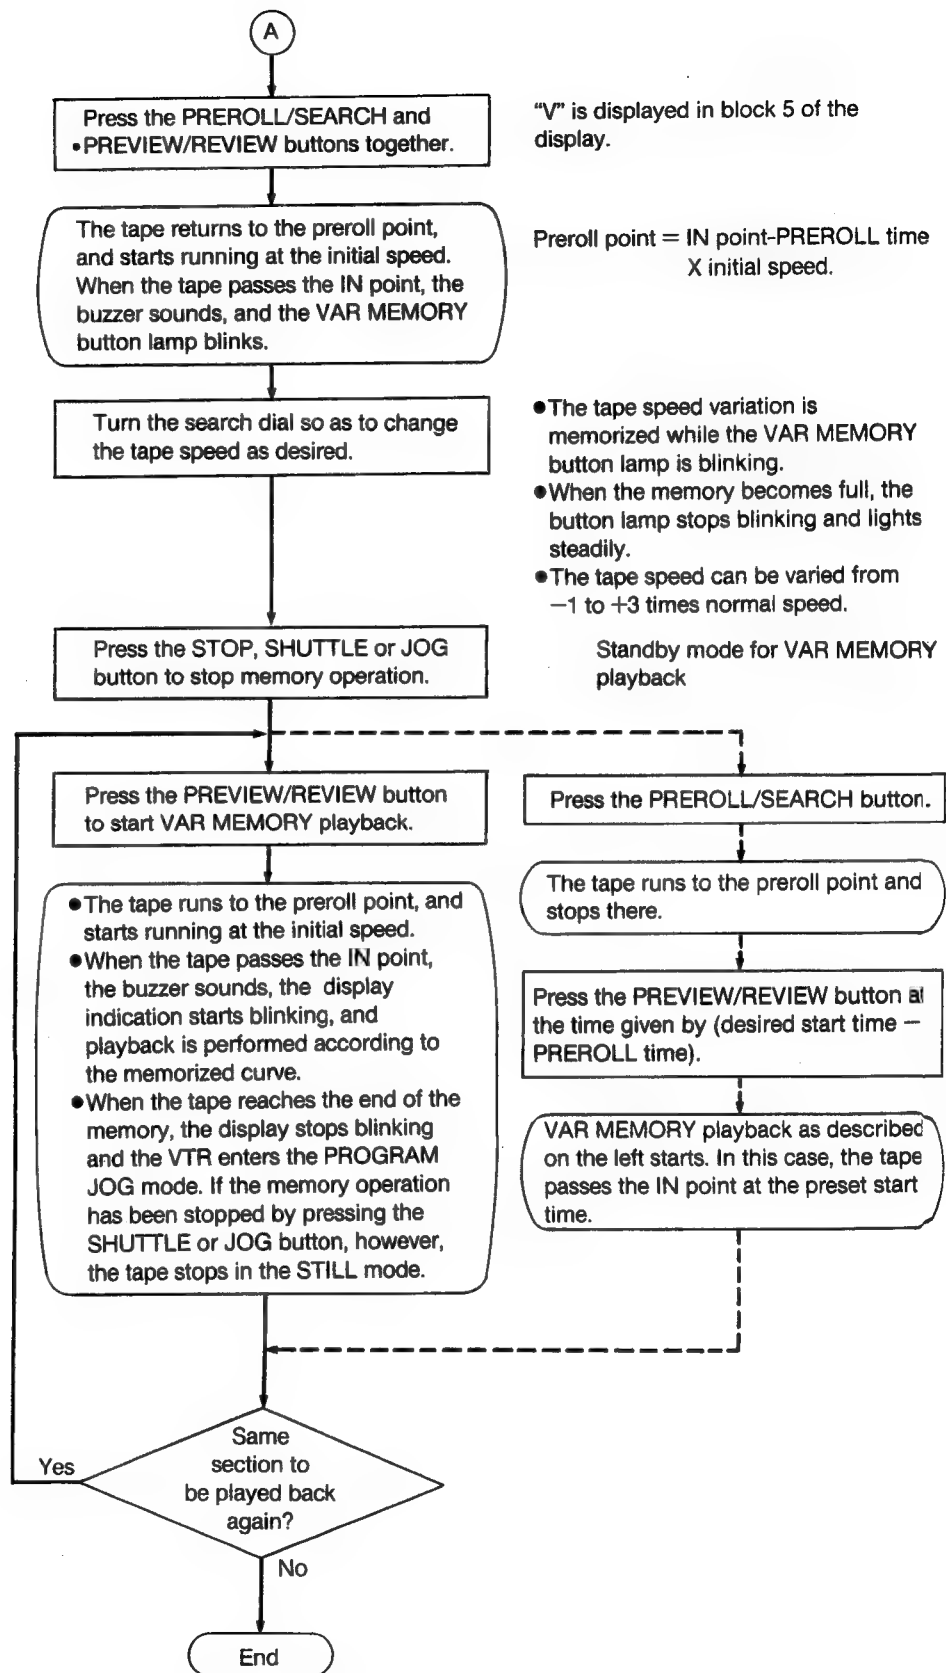 A
Press the PREROLL/SEARCH and
•PREVIEW/REVIEW buttons together.
"V" is displayed in block 5 of the
display.
The tape returns to the preroll point,
and starts running at the initial speed.
When the tape passes the IN point, the
buzzer sounds, and the VAR MEMORY
button lamp blinks.
Preroll point = IN point-PREROLL time
X initial speed.
Turn the search dial so as to change
the tape speed as desired.
●The tape speed variation is
memorized while the VAR MEMORY
button lamp is blinking.
●When the memory becomes full, the
button lamp stops blinking and lights
steadily.
●The tape speed can be varied from
−1 to +3 times normal speed.
Press the STOP, SHUTTLE or JOG
button to stop memory operation.
Standby mode for VAR MEMORY
playback
Press the PREVIEW/REVIEW button
to start VAR MEMORY playback.
●The tape runs to the preroll point, and
starts running at the initial speed.
●When the tape passes the IN point,
the buzzer sounds, the display
indication starts blinking, and
playback is performed according to
the memorized curve.
●When the tape reaches the end of the
memory, the display stops blinking
and the VTR enters the PROGRAM
JOG mode. If the memory operation
has been stopped by pressing the
SHUTTLE or JOG button, however,
the tape stops in the STILL mode.
Press the PREROLL/SEARCH button.
The tape runs to the preroll point and
stops there.
Press the PREVIEW/REVIEW button at
the time given by (desired start time −
PREROLL time).
VAR MEMORY playback as described
on the left starts. In this case, the tape
passes the IN point at the preset start
time.
Same
section to
be played back
again?
Yes
No
End